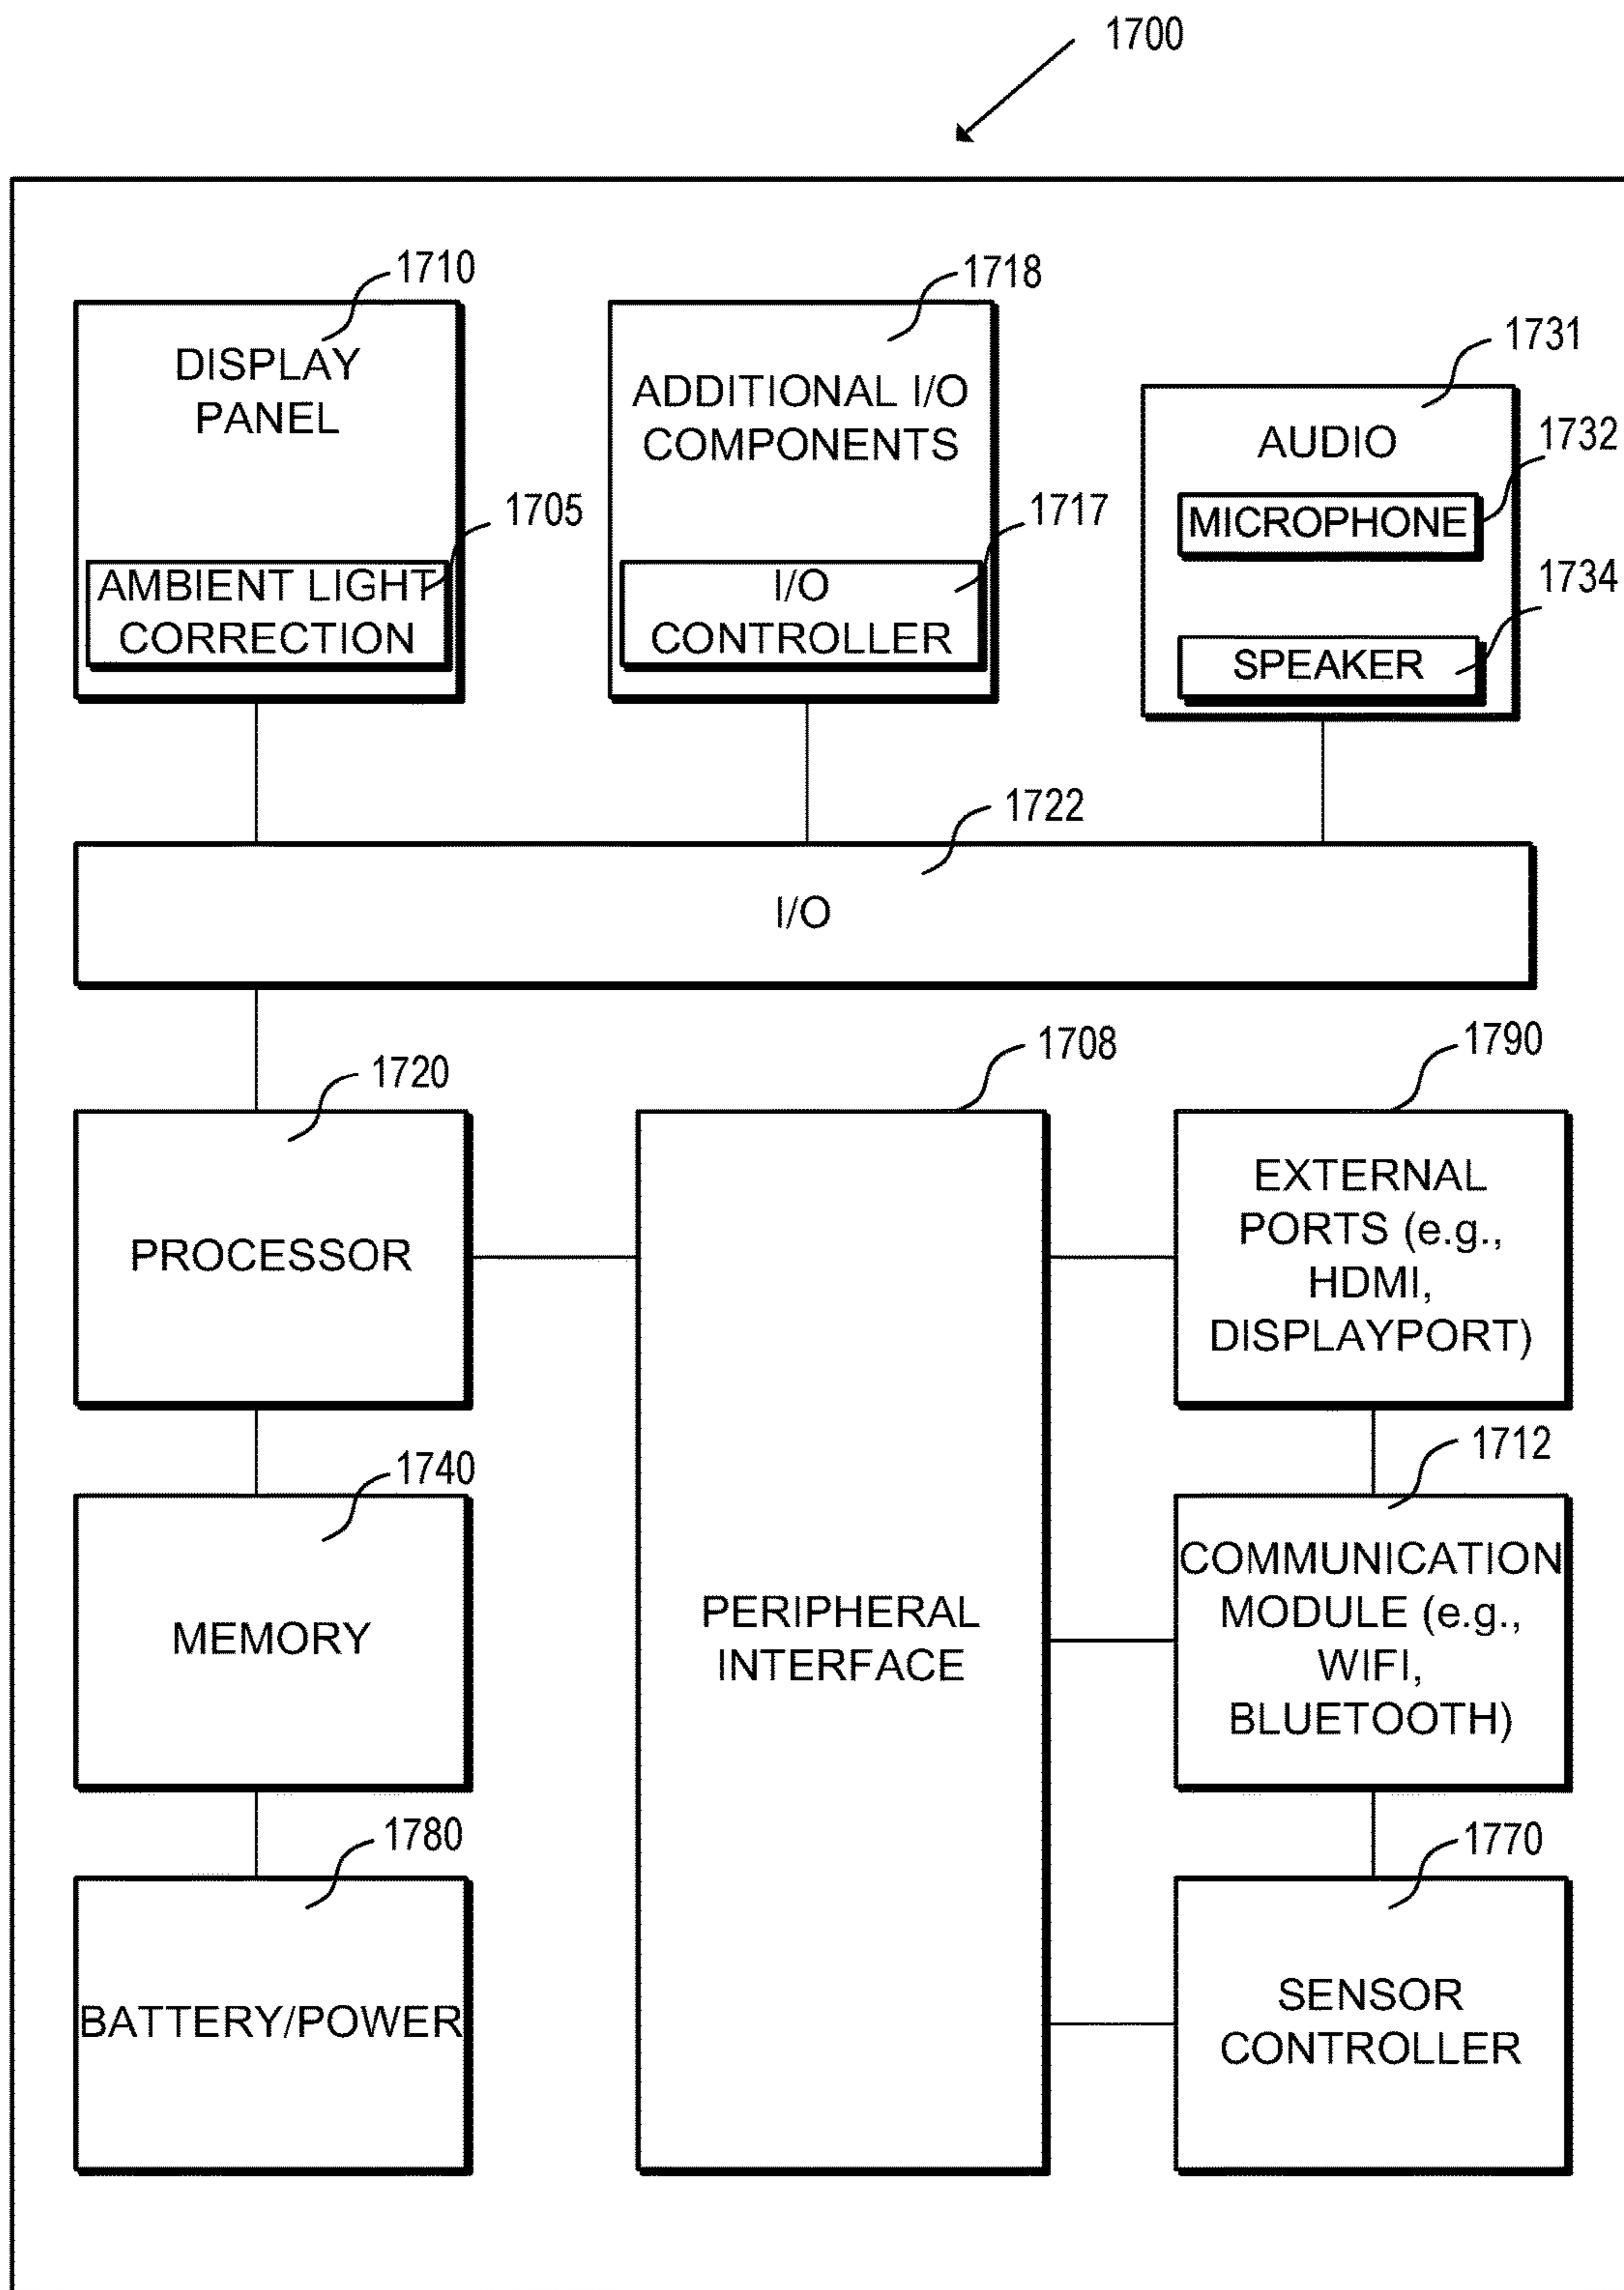 1700
1710
DISPLAY
PANEL
1705
AMBIENT LIGHT
CORRECTION
1718
ADDITIONAL I/O
COMPONENTS
1717
I/O
CONTROLLER
1731
AUDIO
1732
MICROPHONE
1734
SPEAKER
1722
I/O
1720
PROCESSOR
1708
PERIPHERAL
INTERFACE
1790
EXTERNAL
PORTS (e.g.,
HDMI,
DISPLAYPORT)
1740
MEMORY
1712
COMMUNICATION
MODULE (e.g.,
WIFI,
BLUETOOTH)
1780
BATTERY/POWER
1770
SENSOR
CONTROLLER